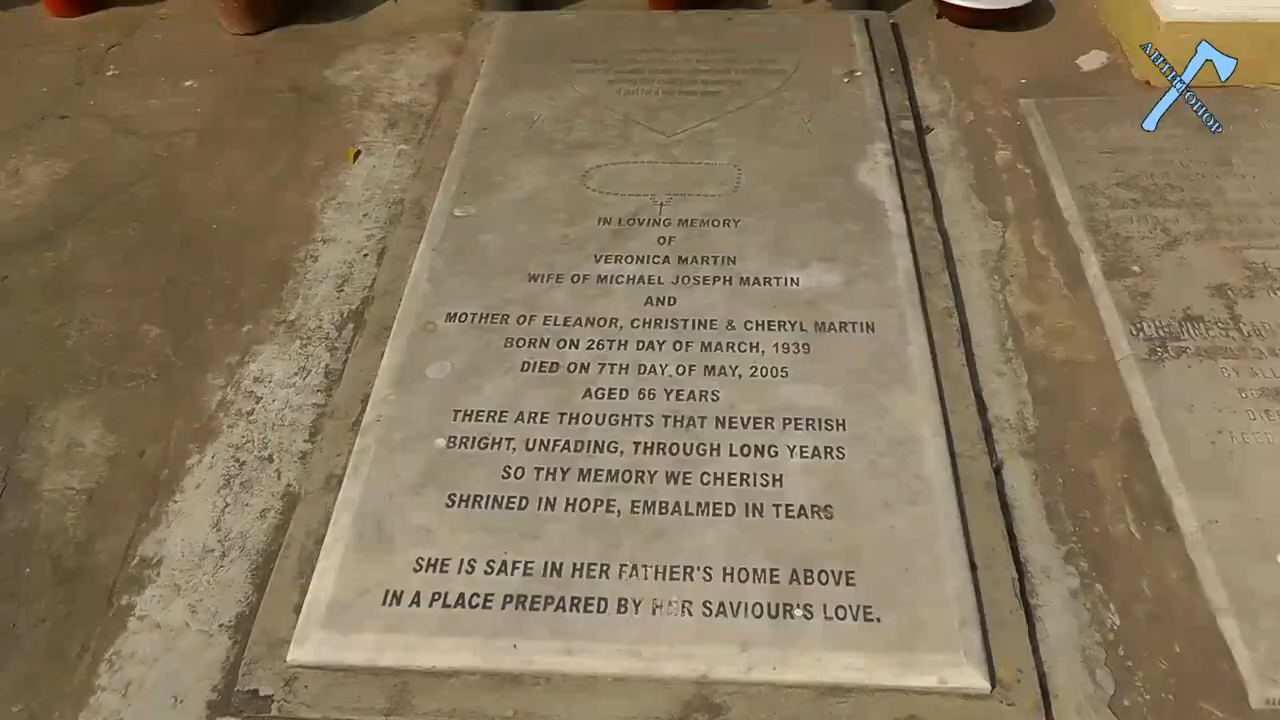 АНТИТОПОР
IN LOVING MEMORY
OF
VERONICA MARTIN
WIFE OF MICHAEL JOSEPH MARTIN
AND
MOTHER OF ELEANOR, CHRISTINE & CHERYL MARTIN
BORN ON 26TH DAY OF MARCH, 1939
DIED ON 7TH DAY OF MAY, 2005
AGED 66 YEARS
THERE ARE THOUGHTS THAT NEVER PERISH
BRIGHT, UNFADING, THROUGH LONG YEARS
SO THY MEMORY WE CHERISH
SHRINED IN HOPE, EMBALMED IN TEARS
SHE IS SAFE IN HER FATHER'S HOME ABOVE
IN A PLACE PREPARED BY HER SAVIOUR'S LOVE.